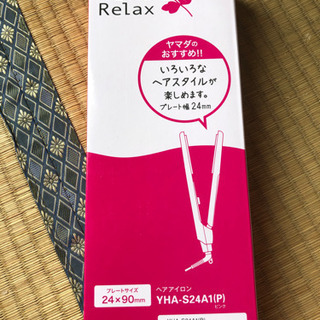 Relax
ヤマダの
おすすめ!!
いろいろな
ヘアスタイルが
楽しめます。
プレート幅24mm
プレートサイズ
24×90mm
ヘアアイロン
YHA-S24A1(P)
ピンク